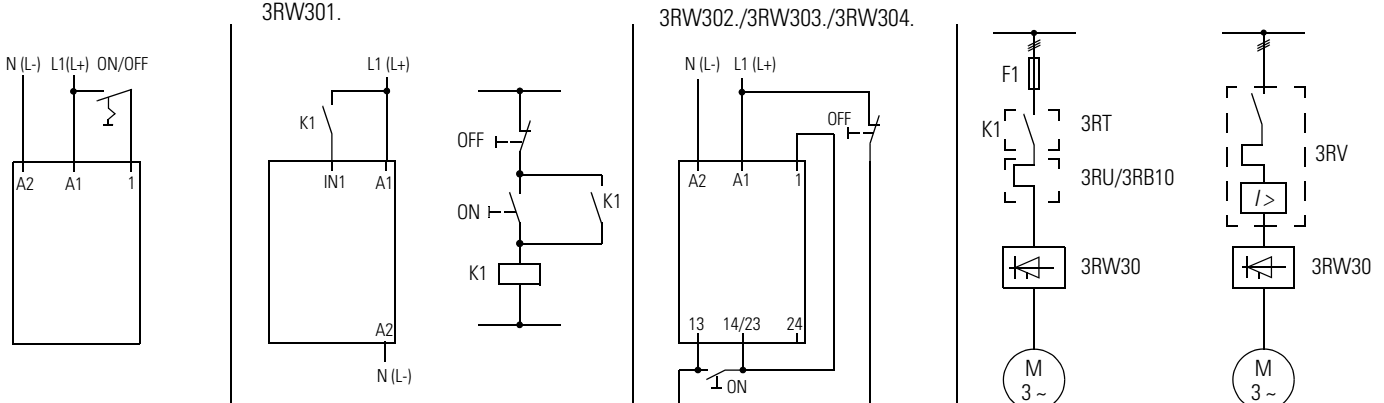 3RW301.
3RW302./3RW303./3RW304.
N (L-) L1(L+) ON/OFF
A2 A1 1
L1 (L+)
K1
IN1 A1
A2
N (L-)
OFF
ON
K1
K1
N (L-) L1 (L+)
OFF
A2 A1 1
13 14/23 24
ON
F1
K1 3RT
3RU/3RB10
3RW30
M
3 ~
3RV
I >
3RW30
M
3 ~